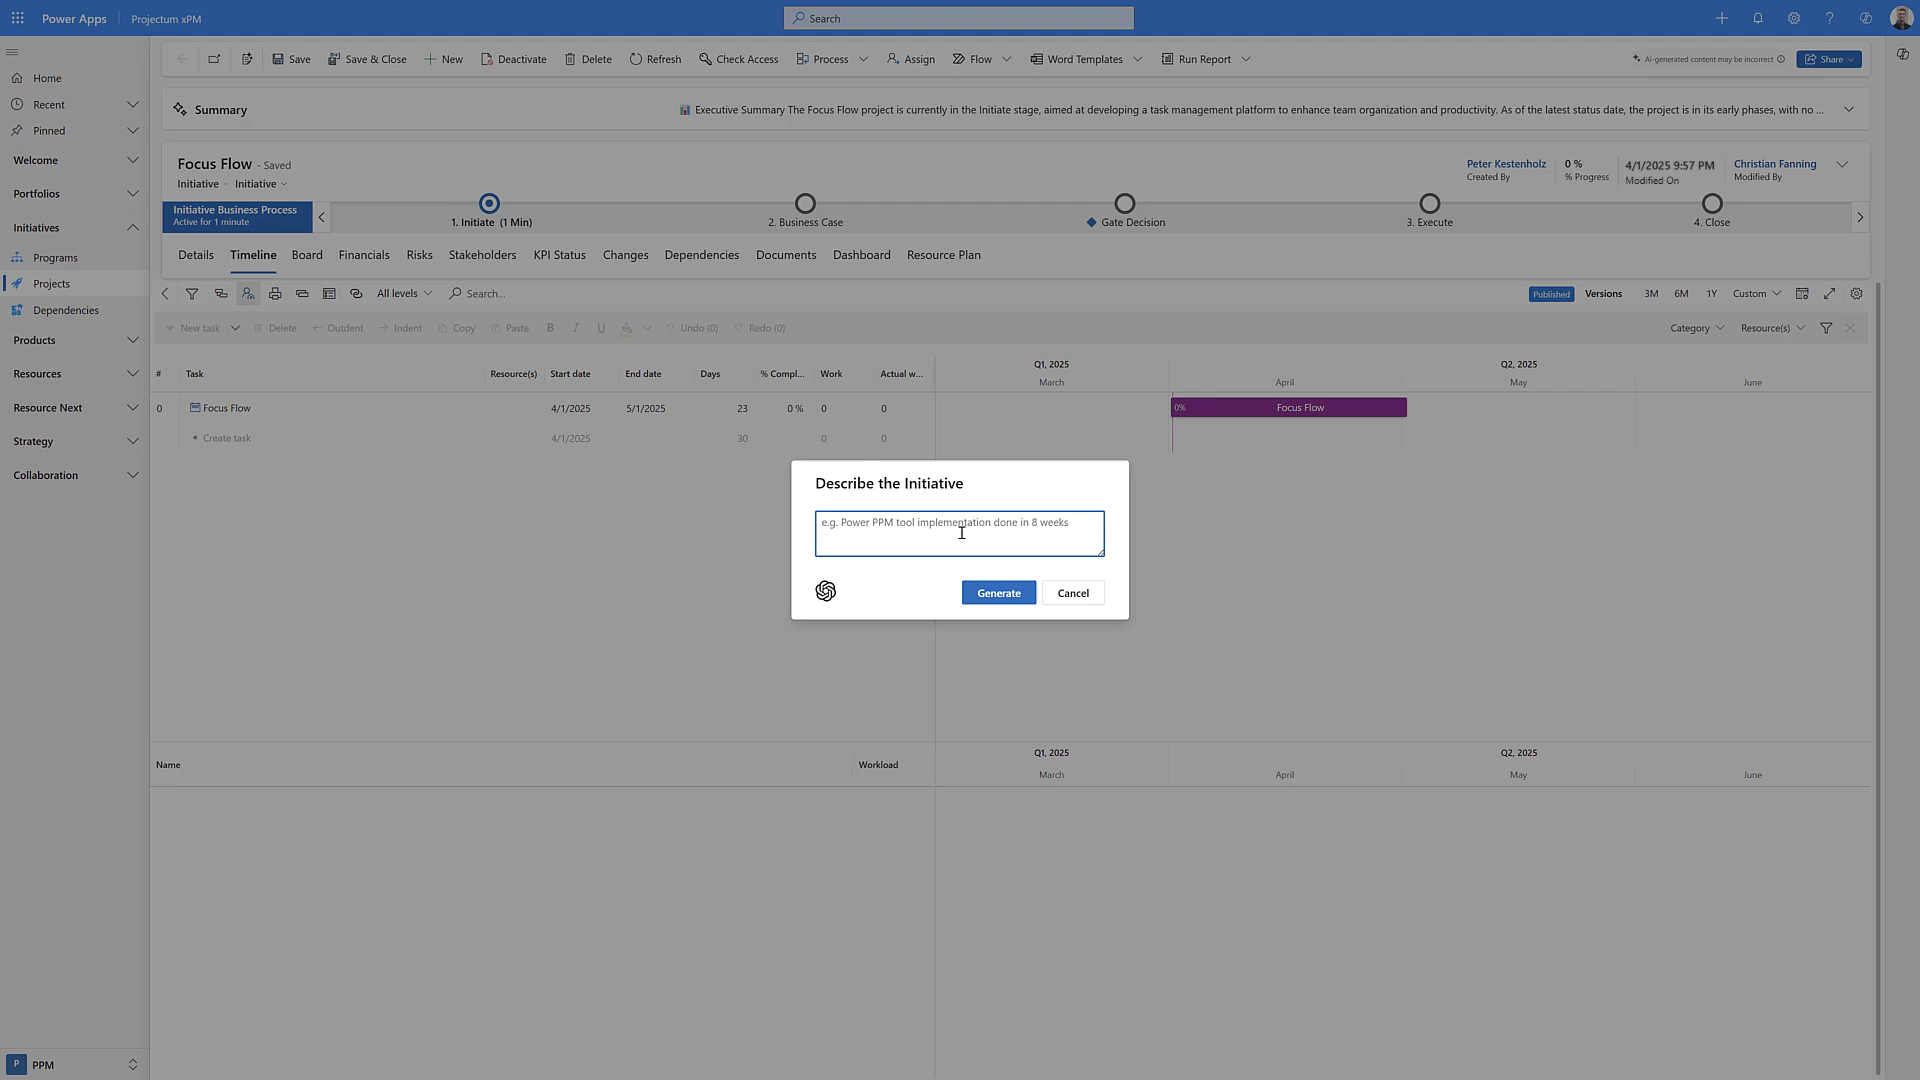 Power Apps
Projectum xPM
Search
Save
Save & Close
New
Deactivate
Delete
Refresh
Check Access
Process
Assign
Flow
Word Templates
Run Report
AI-generated content may be incorrect
Share
Home
Recent
Pinned
Welcome
Portfolios
Initiatives
Programs
Projects
Dependencies
Products
Resources
Resource Next
Strategy
Collaboration
P
PPM
Summary
Executive Summary The Focus Flow project is currently in the Initiate stage, aimed at developing a task management platform to enhance team organization and productivity. As of the latest status date, the project is in its early phases, with no ...
Focus Flow - Saved
Initiative · Initiative
Peter Kestenholz
Created By
0 %
% Progress
4/1/2025 9:57 PM
Modified On
Christian Fanning
Modified By
Initiative Business Process
Active for 1 minute
1. Initiate (1 Min)
2. Business Case
Gate Decision
3. Execute
4. Close
Details
Timeline
Board
Financials
Risks
Stakeholders
KPI Status
Changes
Dependencies
Documents
Dashboard
Resource Plan
All levels
Search...
Published
Versions
3M
6M
1Y
Custom
New task
Delete
Outdent
Indent
Copy
Paste
B
I
U
Undo (0)
Redo (0)
Category
Resource(s)
# Task Resource(s) Start date End date Days % Compl... Work Actual w...
0 Focus Flow 4/1/2025 5/1/2025 23 0 % 0 0
Create task 4/1/2025 30 0 0
Q1, 2025
Q2, 2025
March
April
May
June
0%
Focus Flow
Describe the Initiative
e.g. Power PPM tool implementation done in 8 weeks
Generate
Cancel
Name
Workload
Q1, 2025
Q2, 2025
March
April
May
June